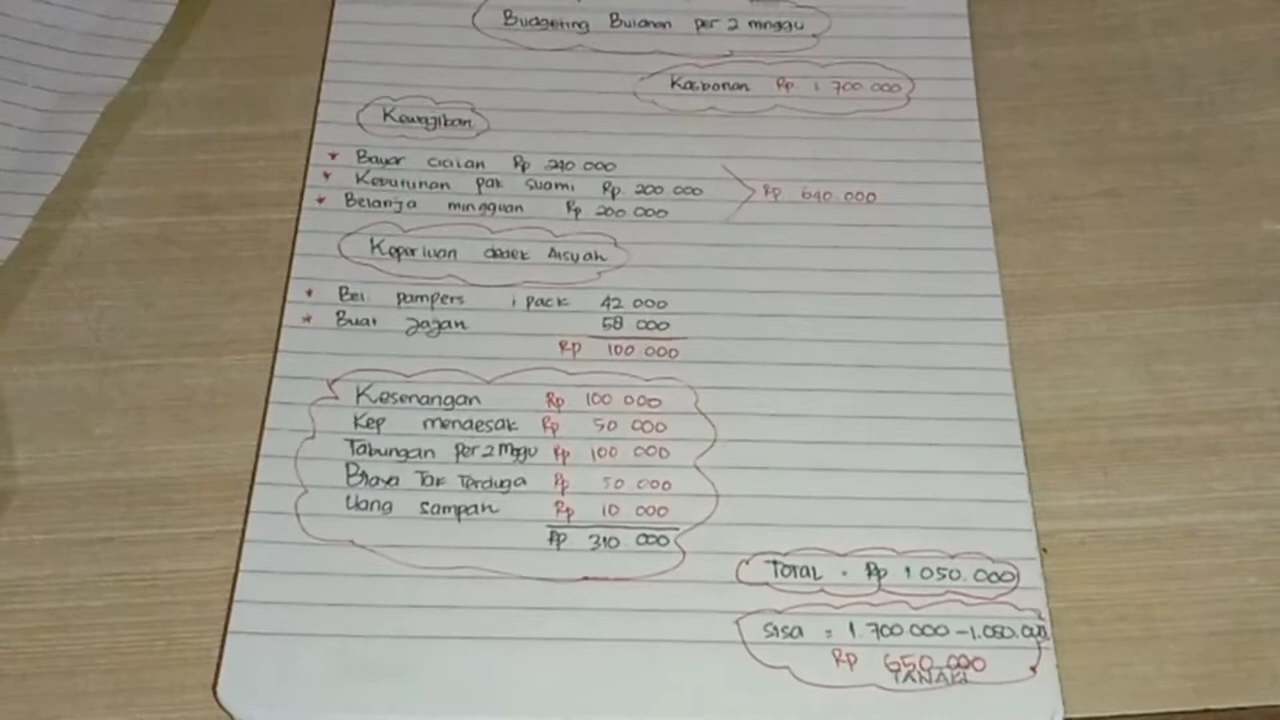 Budgeting Bulanan per 2 minggu
Kasbonan Rp 1.700.000
Kewajiban
* Bayar cicilan Rp 240.000
* Kebutuhan pak suami Rp. 200 000
* Belanja mingguan Rp 200 000
Rp 640.000
Keperluan dedek Aisyah
* Beli pampers 1 pack 42 000
* Buat jajan 58 000
Rp 100 000
Kesenangan Rp 100 000
Kep mendesak Rp 50 000
Tabungan per 2 Mggu Rp 100 000
Biaya Tak Terduga Rp 50 000
Uang sampah Rp 10 000
Rp 310 000
Total = Rp 1 050.000
Sisa = 1.700.000 - 1.050.000
Rp 650.000